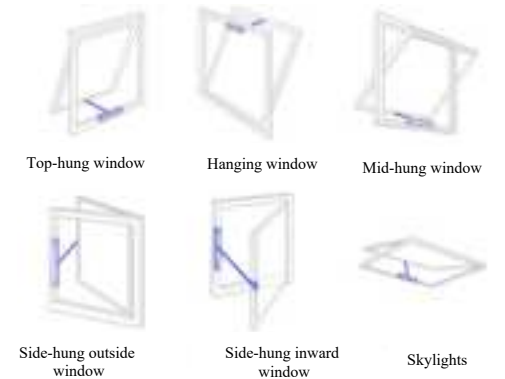 Top-hung window
Hanging window
Mid-hung window
Side-hung outside
window
Side-hung inward
window
Skylights